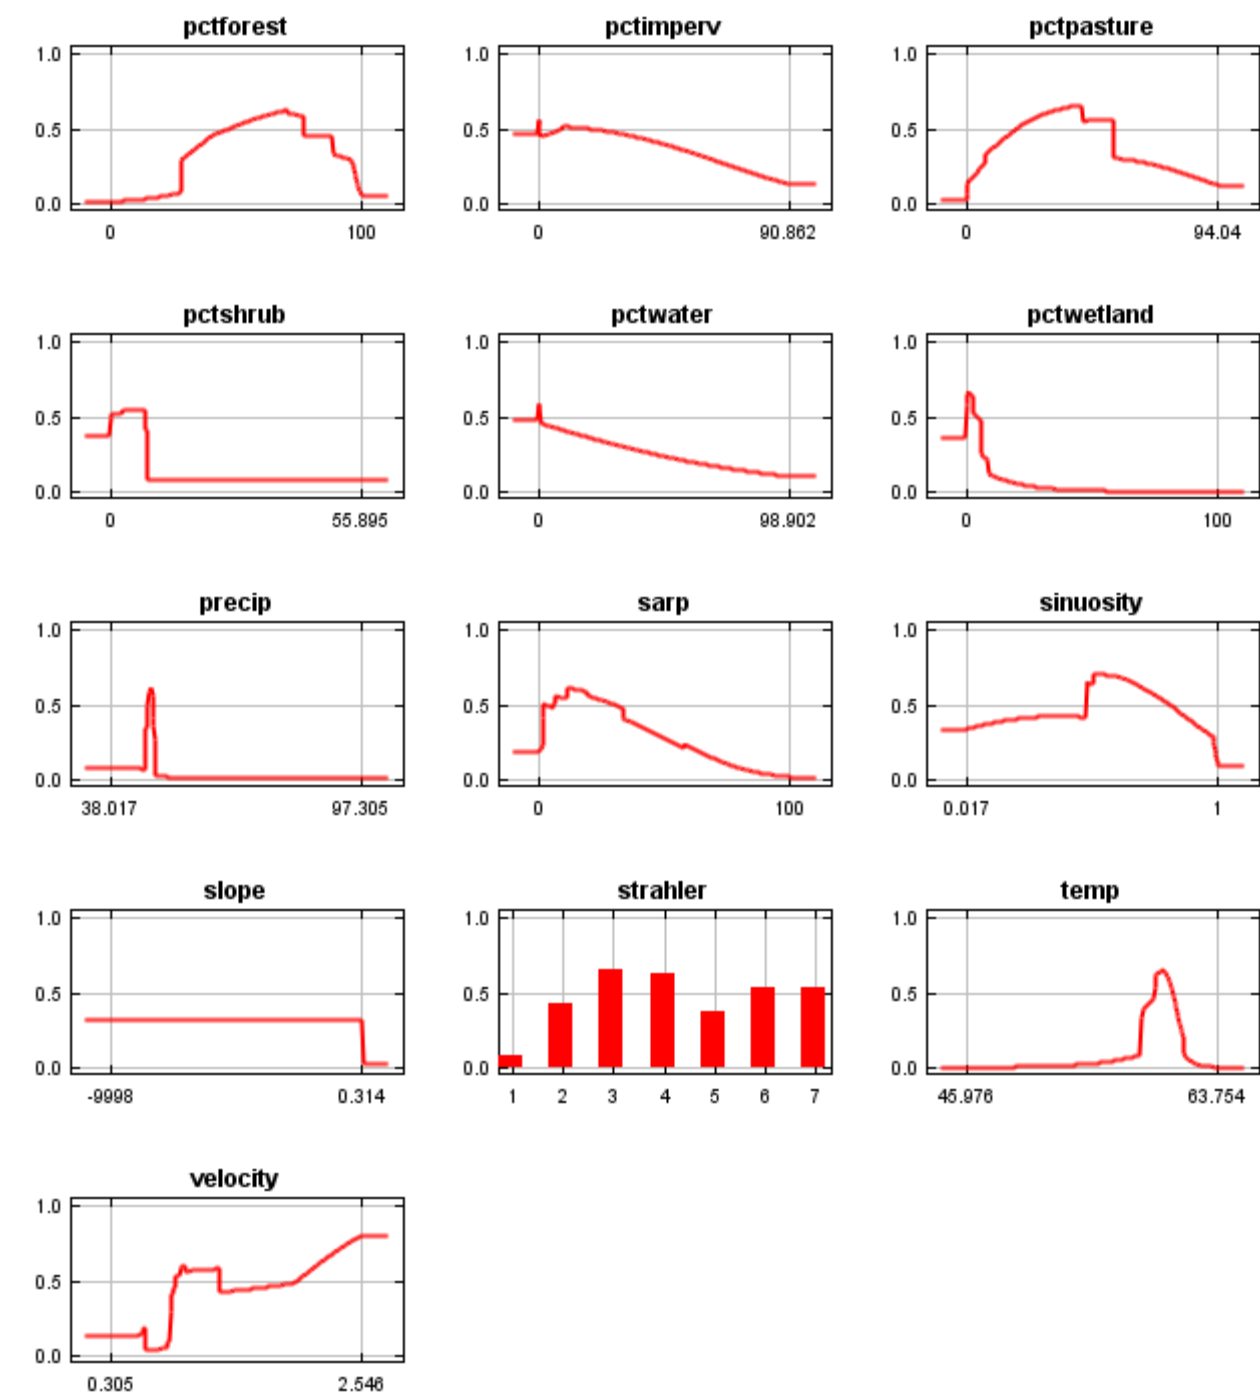 pctforest pctimperv pctpasture
1.0 1.0 1.0
0.5 0.5 0.5
0.0 0.0 0.0
0 100 0 90.862 0 94.04
pctshrub pctwater pctwetland
1.0 1.0 1.0
0.5 0.5 0.5
0.0 0.0 0.0
0 55.895 0 98.902 0 100
precip sarp sinuosity
1.0 1.0 1.0
0.5 0.5 0.5
0.0 0.0 0.0
38.017 97.305 0 100 0.017 1
slope strahler temp
1.0 1.0 1.0
0.5 0.5 0.5
0.0 0.0 0.0
-9998 0.314 1 2 3 4 5 6 7 45.976 63.754
velocity
1.0
0.5
0.0
0.305 2.546